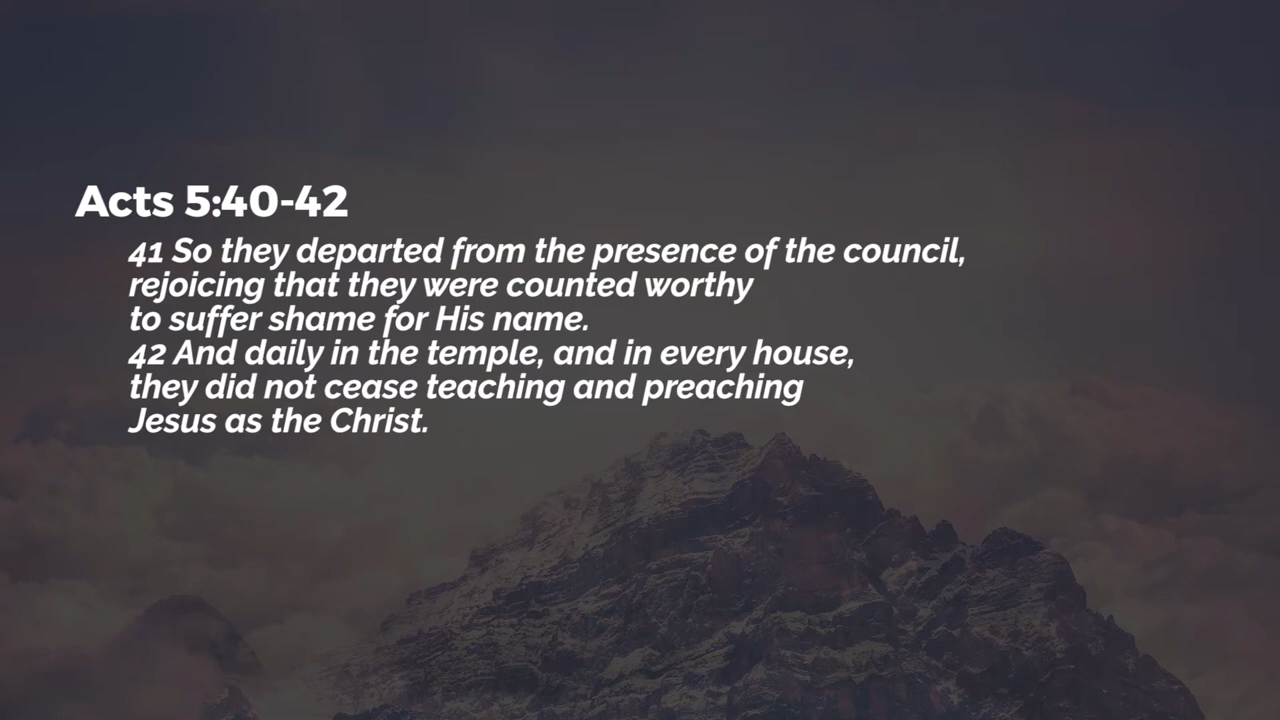 Acts 5:40-42
41 So they departed from the presence of the council,
rejoicing that they were counted worthy
to suffer shame for His name.
42 And daily in the temple, and in every house,
they did not cease teaching and preaching
Jesus as the Christ.